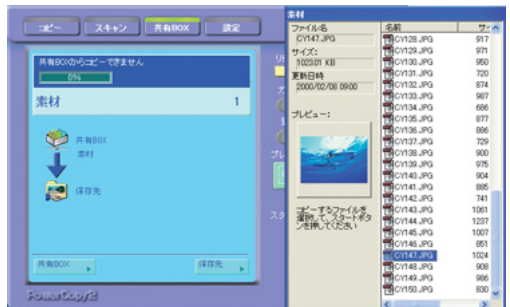 コピー
スキャン
共有BOX
設定
共有BOXからコピーできません
0%
素材 1
共有BOX
素材
保存先
共有BOX
保存先
PowerCopy2
素材
ファイル名
CY147.JPG
サイズ:
1023.01 KB
更新日時
2000/02/08 09:00
プレビュー:
コピーするファイルを
選択して、スタートボタ
ンを押してください
名前 サイ
CY128.JPG 917
CY129.JPG 971
CY130.JPG 950
CY131.JPG 720
CY132.JPG 874
CY133.JPG 987
CY134.JPG 686
CY135.JPG 877
CY136.JPG 886
CY137.JPG 729
CY138.JPG 900
CY139.JPG 975
CY140.JPG 904
CY141.JPG 885
CY142.JPG 741
CY143.JPG 1061
CY144.JPG 1237
CY145.JPG 1007
CY146.JPG 851
CY147.JPG 1024
CY148.JPG 908
CY149.JPG 986
CY150.JPG 830